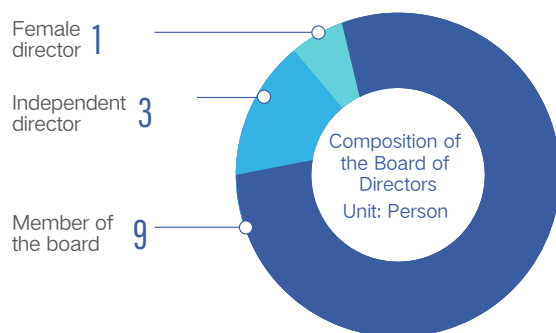 Female
director 1
Independent
director 3
Member of
the board 9
Composition of
the Board of
Directors
Unit: Person